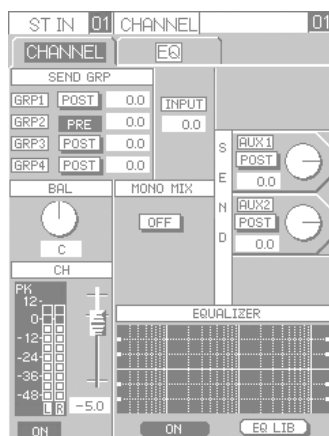 ST IN 01 CHANNEL 01
CHANNEL EQ
SEND GRP
GRP1 POST 0.0
GRP2 PRE 0.0
GRP3 POST 0.0
GRP4 POST 0.0
INPUT
0.0
SEND
AUX1
POST
0.0
AUX2
POST
0.0
BAL
C
MONO MIX
OFF
CH
PK
12-
0-
-12-
-24-
-36-
-48-
L R
-5.0
ON
EQUALIZER
ON EQ LIB